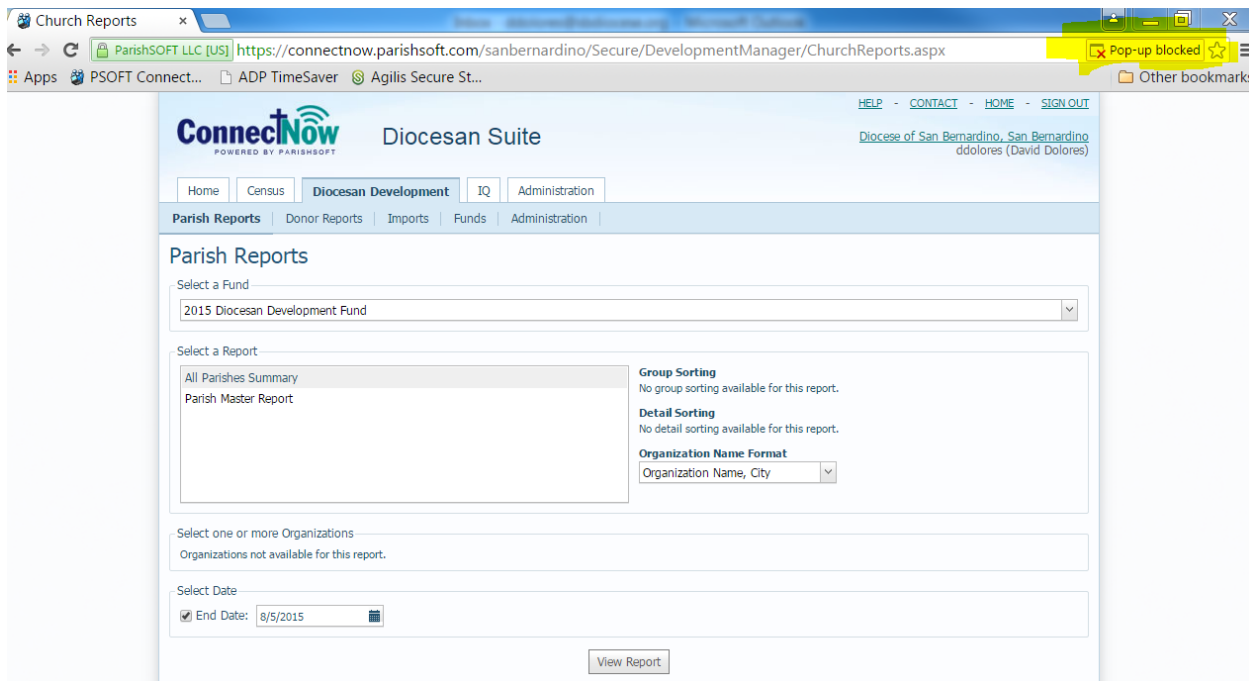 Church Reports
ParishSOFT LLC [US] https://connectnow.parishsoft.com/sanbernardino/Secure/DevelopmentManager/ChurchReports.aspx Pop-up blocked
Apps PSOFT Connect... ADP TimeSaver Agilis Secure St... Other bookmarks
HELP - CONTACT - HOME - SIGN OUT
ConnectNow Diocesan Suite
POWERED BY PARISHSOFT
Diocese of San Bernardino, San Bernardino
ddolores (David Dolores)
Home Census Diocesan Development IQ Administration
Parish Reports Donor Reports Imports Funds Administration
Parish Reports
Select a Fund
2015 Diocesan Development Fund
Select a Report
All Parishes Summary
Parish Master Report
Group Sorting
No group sorting available for this report.
Detail Sorting
No detail sorting available for this report.
Organization Name Format
Organization Name, City
Select one or more Organizations
Organizations not available for this report.
Select Date
End Date: 8/5/2015
View Report